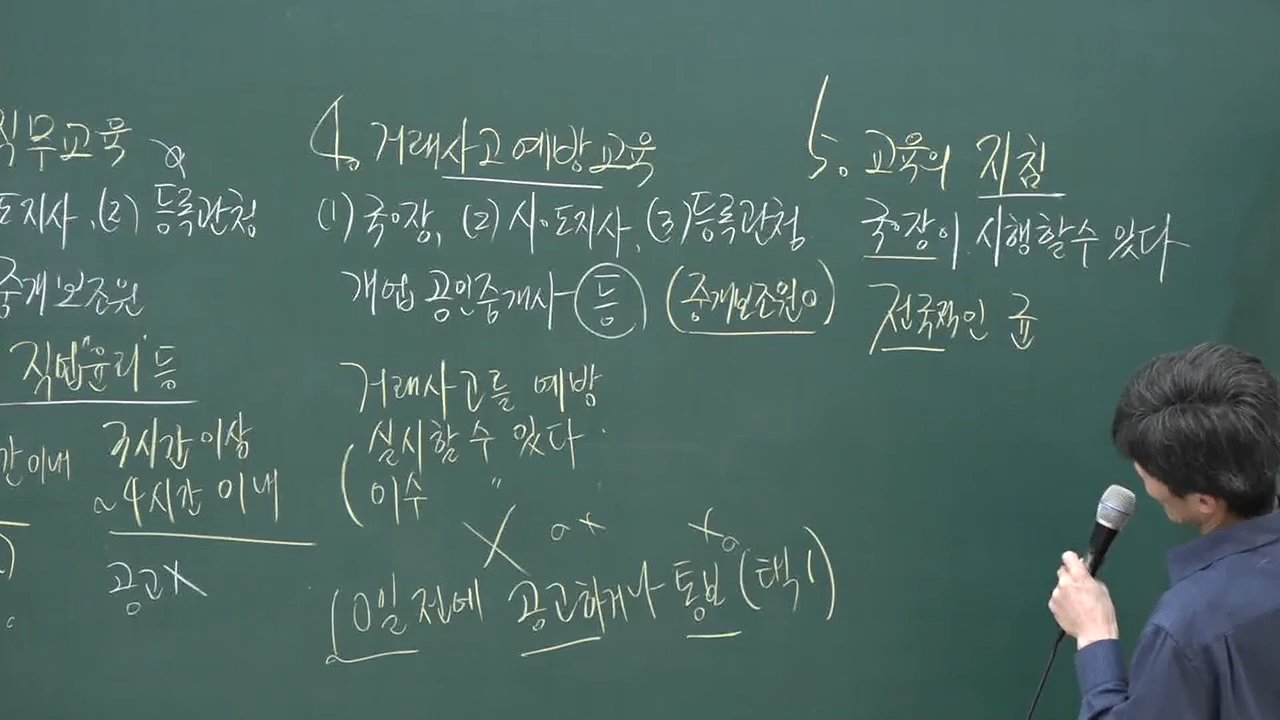 직무교육
도지사, (2) 등록관청
중개보조원
직업윤리 등
간이내 3시간 이상
~4시간 이내
공고 X
4. 거래사고 예방교육
(1) 국·장, (2) 시·도지사, (3) 등록관청
개업 공인중개사 등 (중개보조원 o)
거래사고를 예방
실시할 수 있다.
이수 "
X o x x o
10일 전에 공고하거나 통보 (택1)
5. 교육의 지침
국·장이 시행할 수 있다
전국적인 균